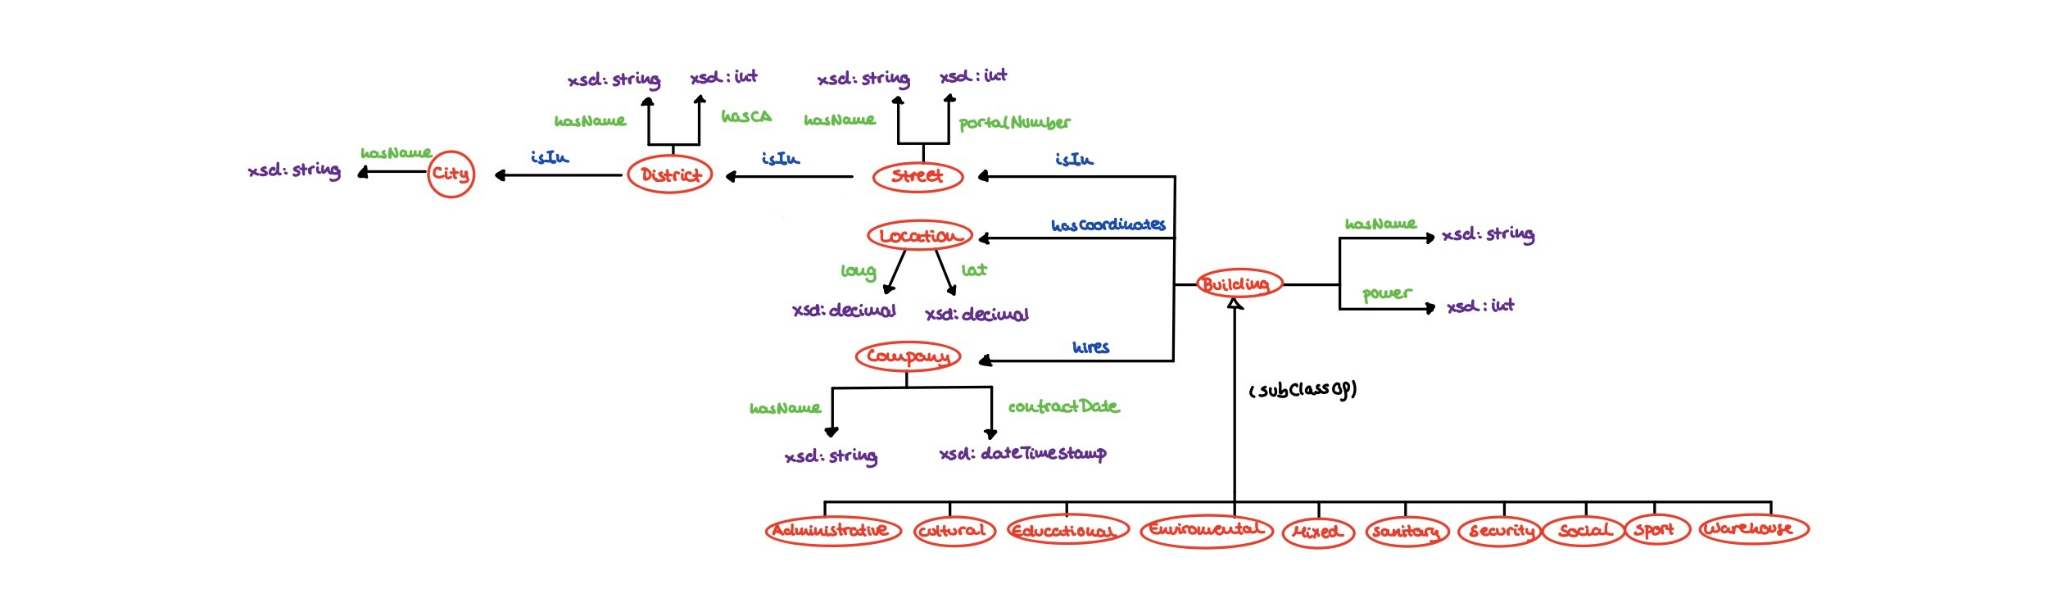 xsd: string
xsd: int
xsd: string
xsd: int
hasName
hasCA
hasName
portalNumber
hasName
isIn
isIn
isIn
xsd: string
City
District
Street
hasCoordinates
Location
hasName
xsd: string
long
lat
Building
power
xsd: decimal
xsd: decimal
xsd: int
hires
Company
(subClassOf)
hasName
contractDate
xsd: string
xsd: dateTimeStamp
Administrative
Cultural
Educational
Enviromental
Mixed
Sanitary
Security
Social
Sport
Warehouse